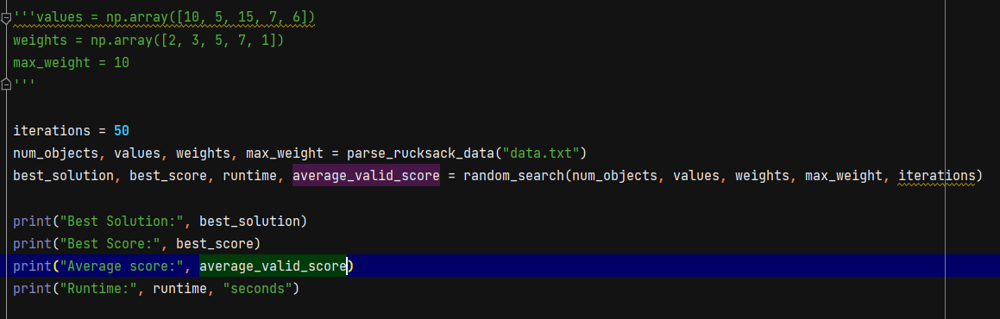 '''values = np.array([10, 5, 15, 7, 6])
weights = np.array([2, 3, 5, 7, 1])
max_weight = 10
'''
iterations = 50
num_objects, values, weights, max_weight = parse_rucksack_data("data.txt")
best_solution, best_score, runtime, average_valid_score = random_search(num_objects, values, weights, max_weight, iterations)
print("Best Solution:", best_solution)
print("Best Score:", best_score)
print("Average score:", average_valid_score)
print("Runtime:", runtime, "seconds")